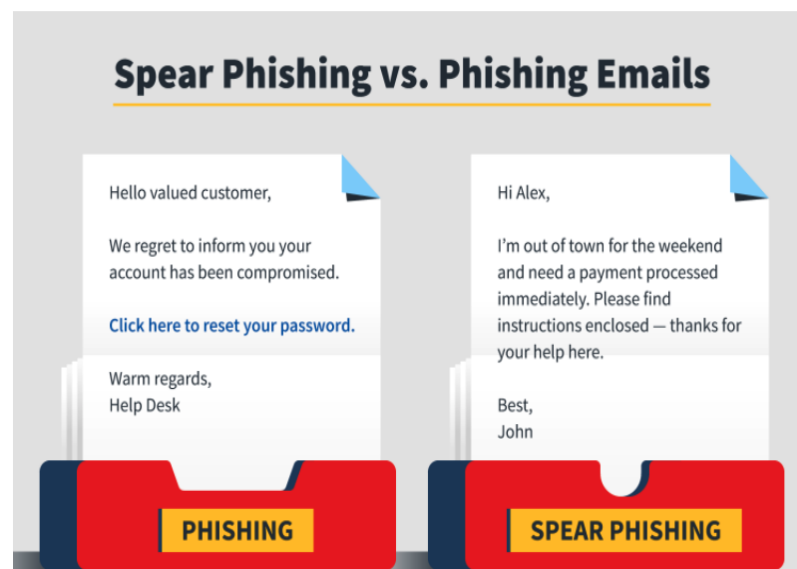 Spear Phishing vs. Phishing Emails
Hello valued customer,
We regret to inform you your
account has been compromised.
Click here to reset your password.
Warm regards,
Help Desk
PHISHING
Hi Alex,
I'm out of town for the weekend
and need a payment processed
immediately. Please find
instructions enclosed — thanks for
your help here.
Best,
John
SPEAR PHISHING